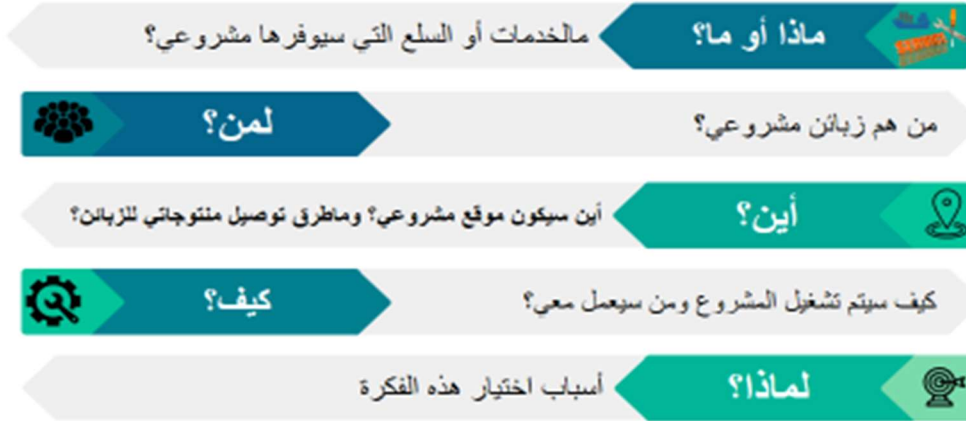 ماذا أو ما؟ مالخدمات أو السلع التي سيوفرها مشروعي؟
لمن؟ من هم زبائن مشروعي؟
أين؟ أين سيكون موقع مشروعي؟ وماطرق توصيل منتوجاتي للزبائن؟
كيف؟ كيف سيتم تشغيل المشروع ومن سيعمل معي؟
لماذا؟ أسباب اختيار هذه الفكرة